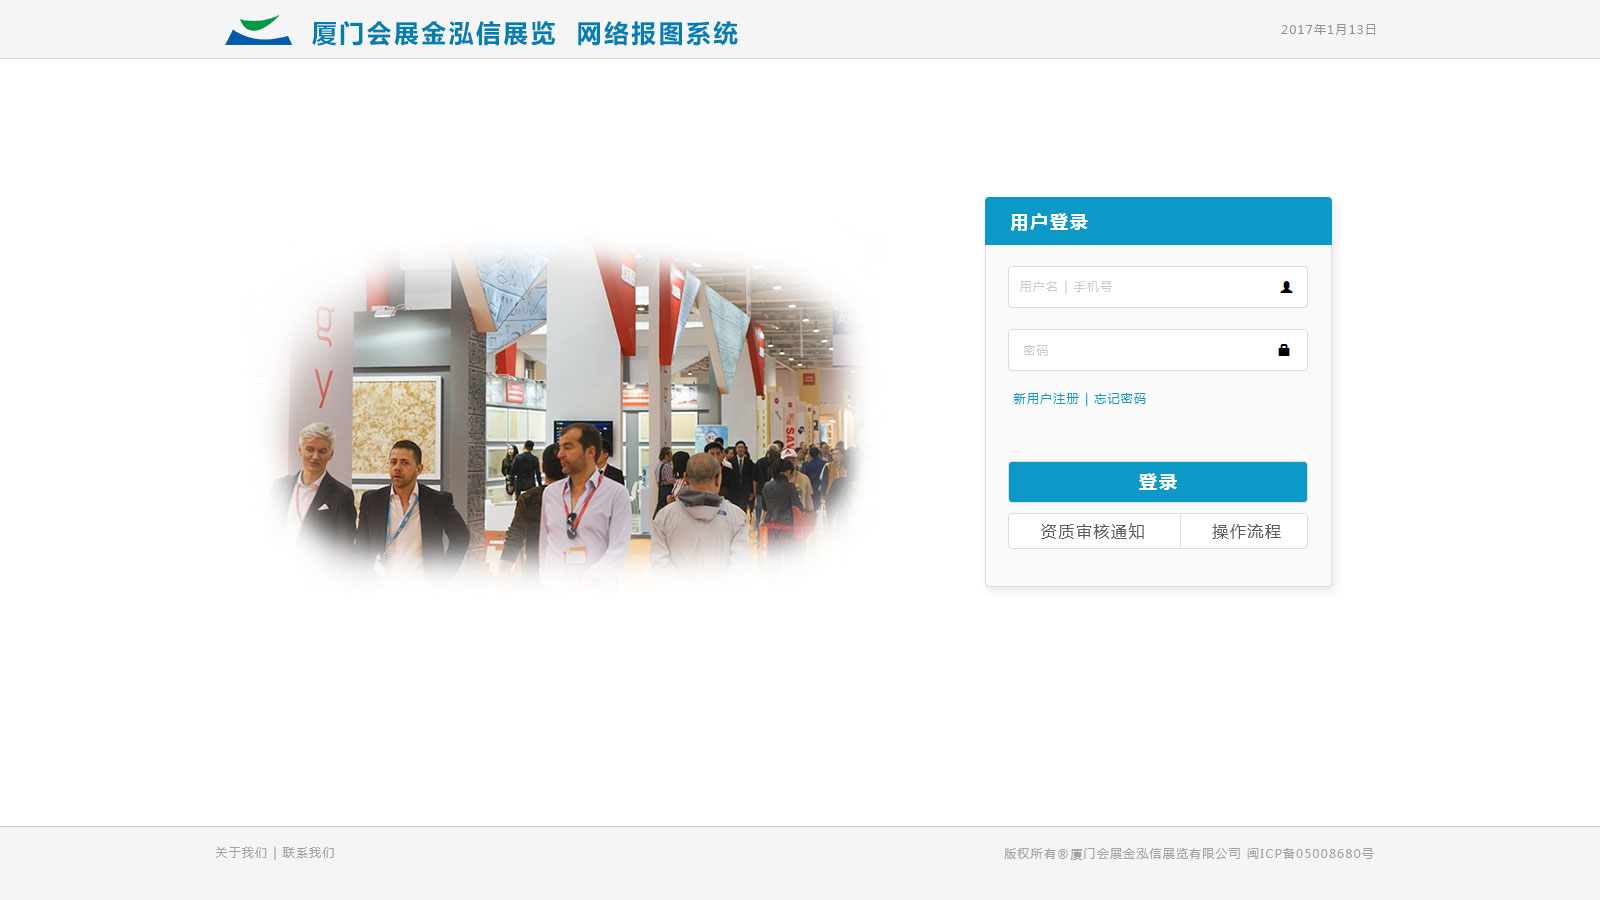 厦门会展金泓信展览 网络报图系统
2017年1月13日
用户登录
用户名 | 手机号
密码
新用户注册 | 忘记密码
登录
资质审核通知 操作流程
g
y
SAV
关于我们 | 联系我们
版权所有®厦门会展金泓信展览有限公司 闽ICP备05008680号